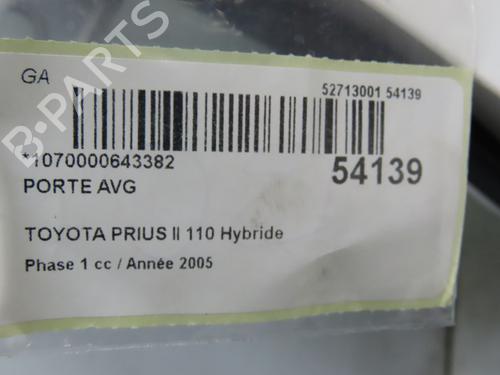 GA
52713001 54139
*1070000643382
54139
PORTE AVG
TOYOTA PRIUS II 110 Hybride
Phase 1 cc / Année 2005
B-PARTS